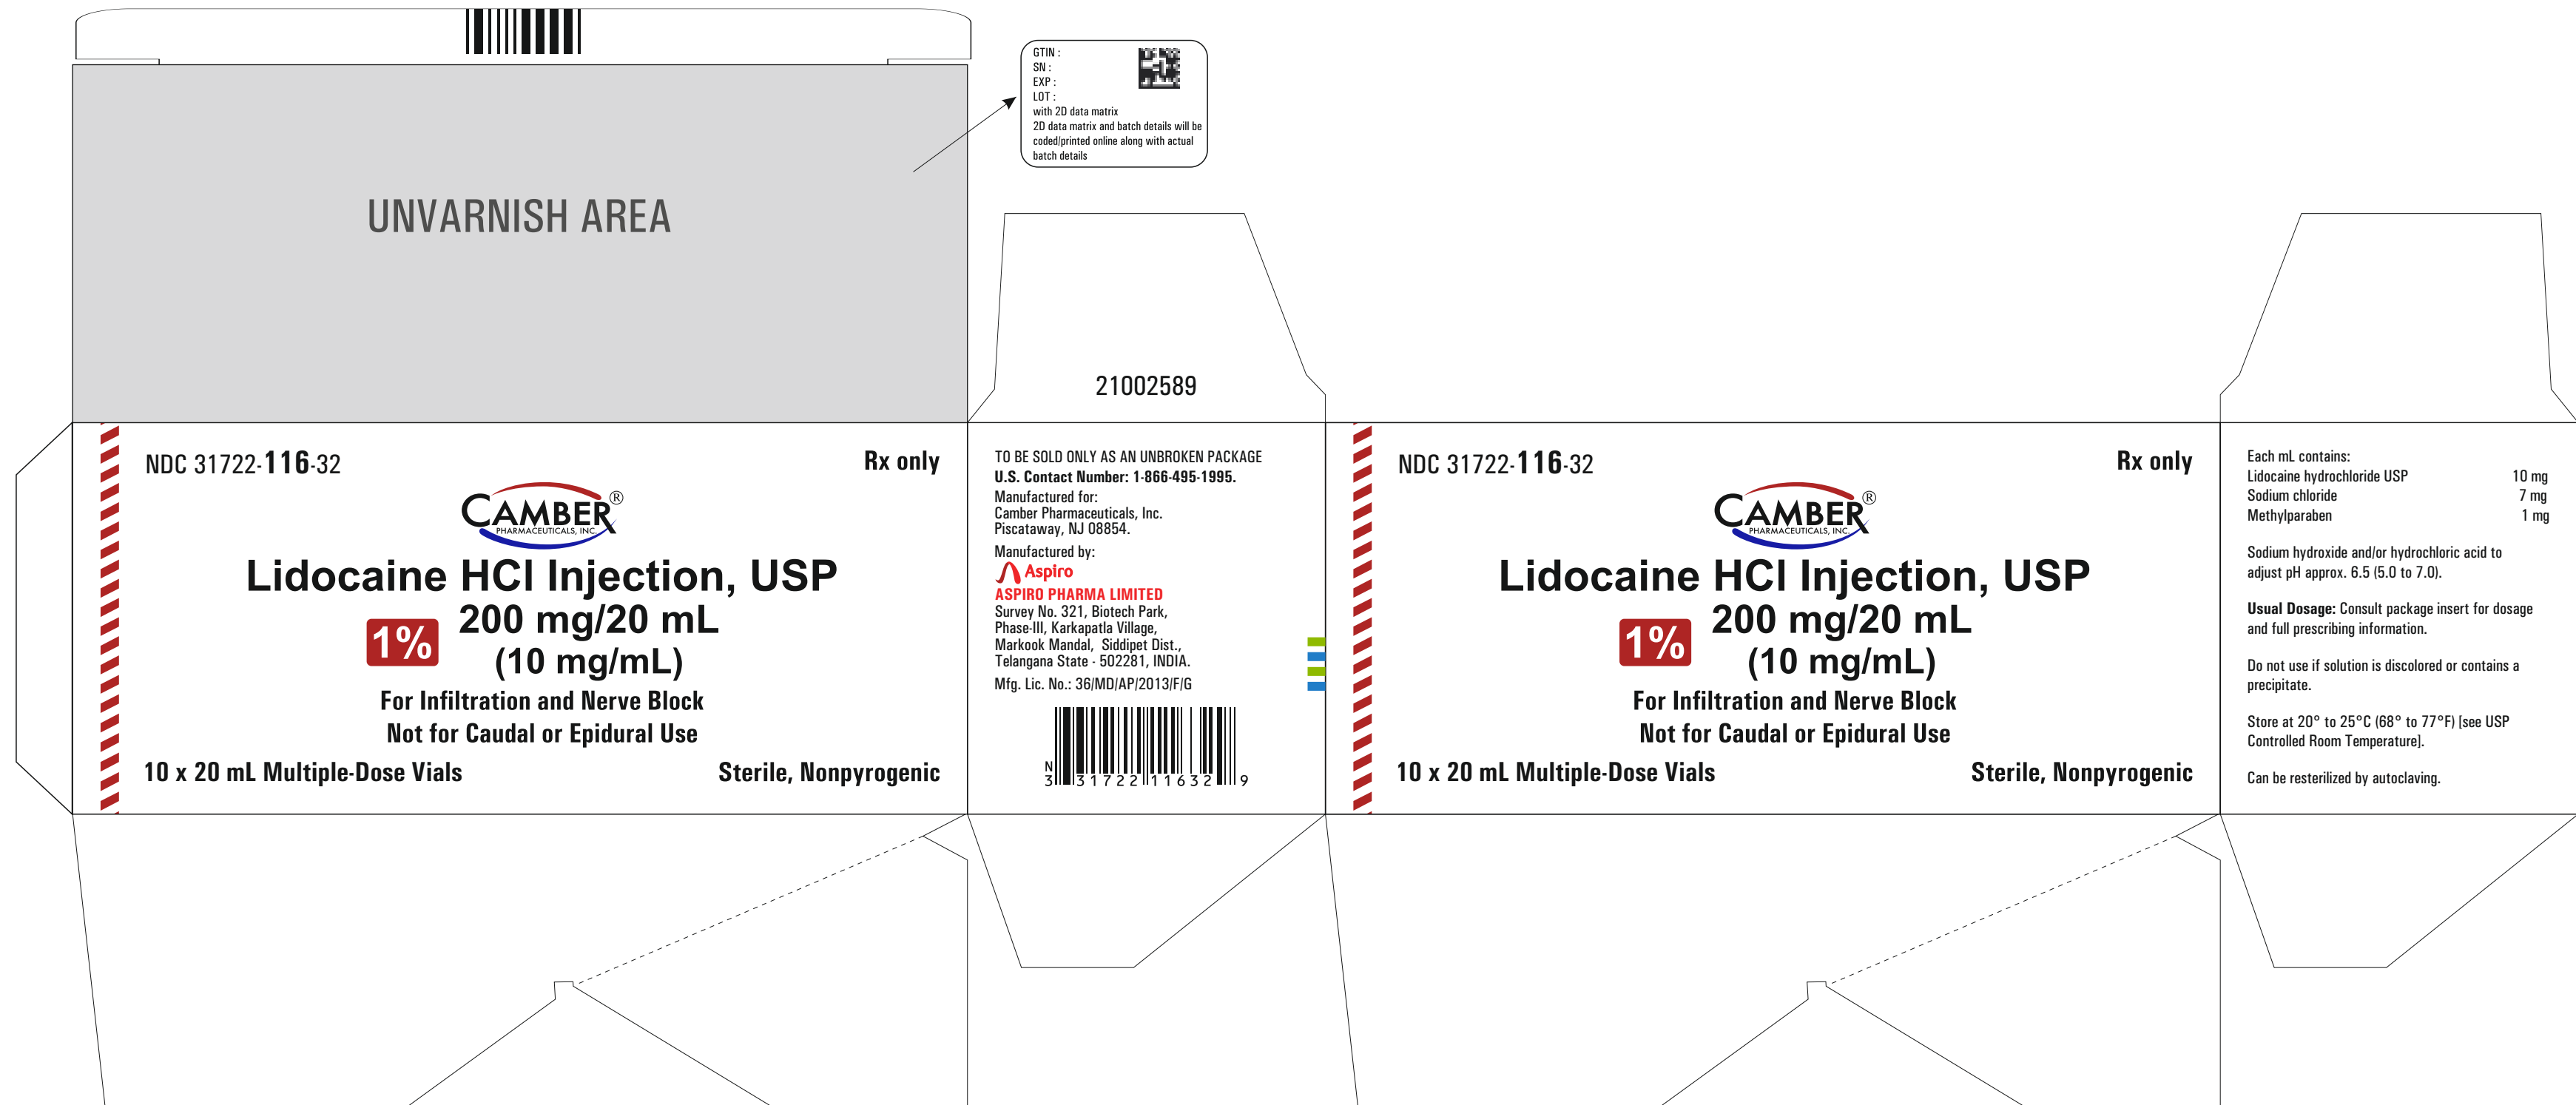 GTIN :
SN :
EXP :
LOT :
with 2D data matrix
2D data matrix and batch details will be
coded/printed online along with actual
batch details
UNVARNISH AREA
21002589
NDC 31722-116-32
Rx only
CAMBER®
PHARMACEUTICALS, INC.
Lidocaine HCl Injection, USP
200 mg/20 mL
1%
(10 mg/mL)
For Infiltration and Nerve Block
Not for Caudal or Epidural Use
10 x 20 mL Multiple-Dose Vials
Sterile, Nonpyrogenic
TO BE SOLD ONLY AS AN UNBROKEN PACKAGE
U.S. Contact Number: 1-866-495-1995.
Manufactured for:
Camber Pharmaceuticals, Inc.
Piscataway, NJ 08854.
Manufactured by:
Aspiro
ASPIRO PHARMA LIMITED
Survey No. 321, Biotech Park,
Phase-III, Karkapatla Village,
Markook Mandal, Siddipet Dist.,
Telangana State - 502281, INDIA.
Mfg. Lic. No.: 36/MD/AP/2013/F/G
N
3 31722 11632 9
NDC 31722-116-32
Rx only
CAMBER®
PHARMACEUTICALS, INC.
Lidocaine HCl Injection, USP
200 mg/20 mL
1%
(10 mg/mL)
For Infiltration and Nerve Block
Not for Caudal or Epidural Use
10 x 20 mL Multiple-Dose Vials
Sterile, Nonpyrogenic
Each mL contains:
Lidocaine hydrochloride USP 10 mg
Sodium chloride 7 mg
Methylparaben 1 mg
Sodium hydroxide and/or hydrochloric acid to
adjust pH approx. 6.5 (5.0 to 7.0).
Usual Dosage: Consult package insert for dosage
and full prescribing information.
Do not use if solution is discolored or contains a
precipitate.
Store at 20° to 25°C (68° to 77°F) [see USP
Controlled Room Temperature].
Can be resterilized by autoclaving.